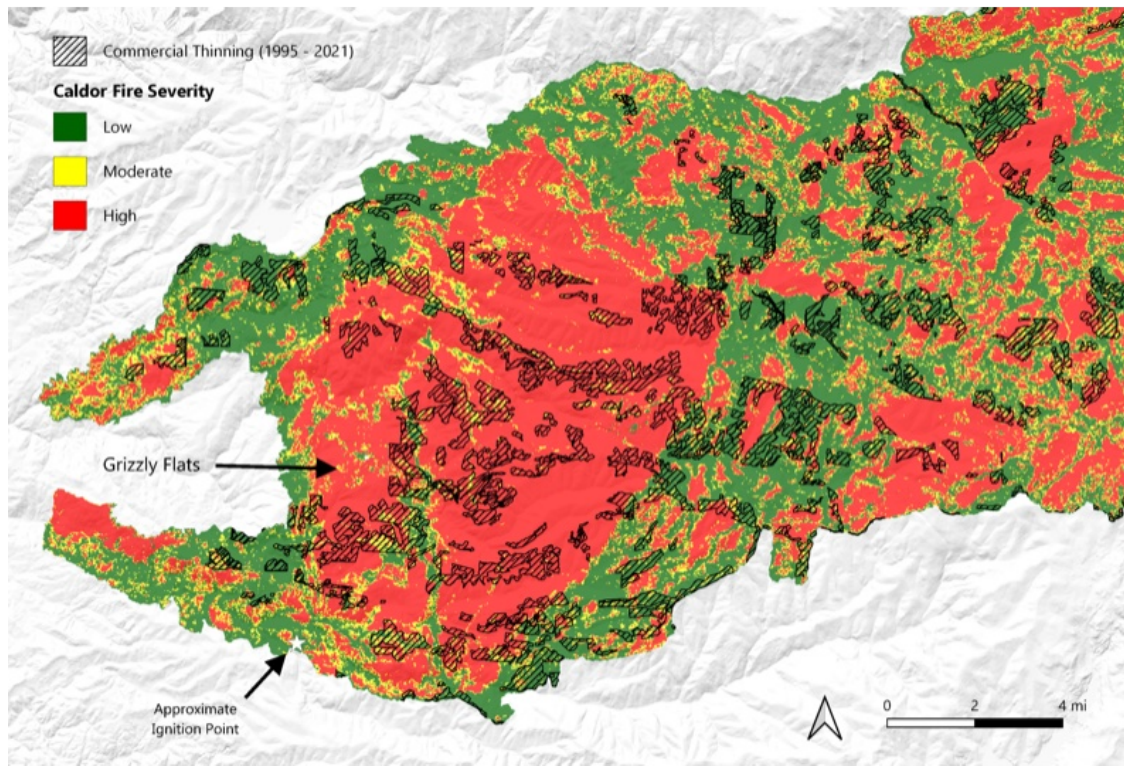 Commercial Thinning (1995 - 2021)
Caldor Fire Severity
Low
Moderate
High
Grizzly Flats
Approximate
Ignition Point
0 2 4 mi